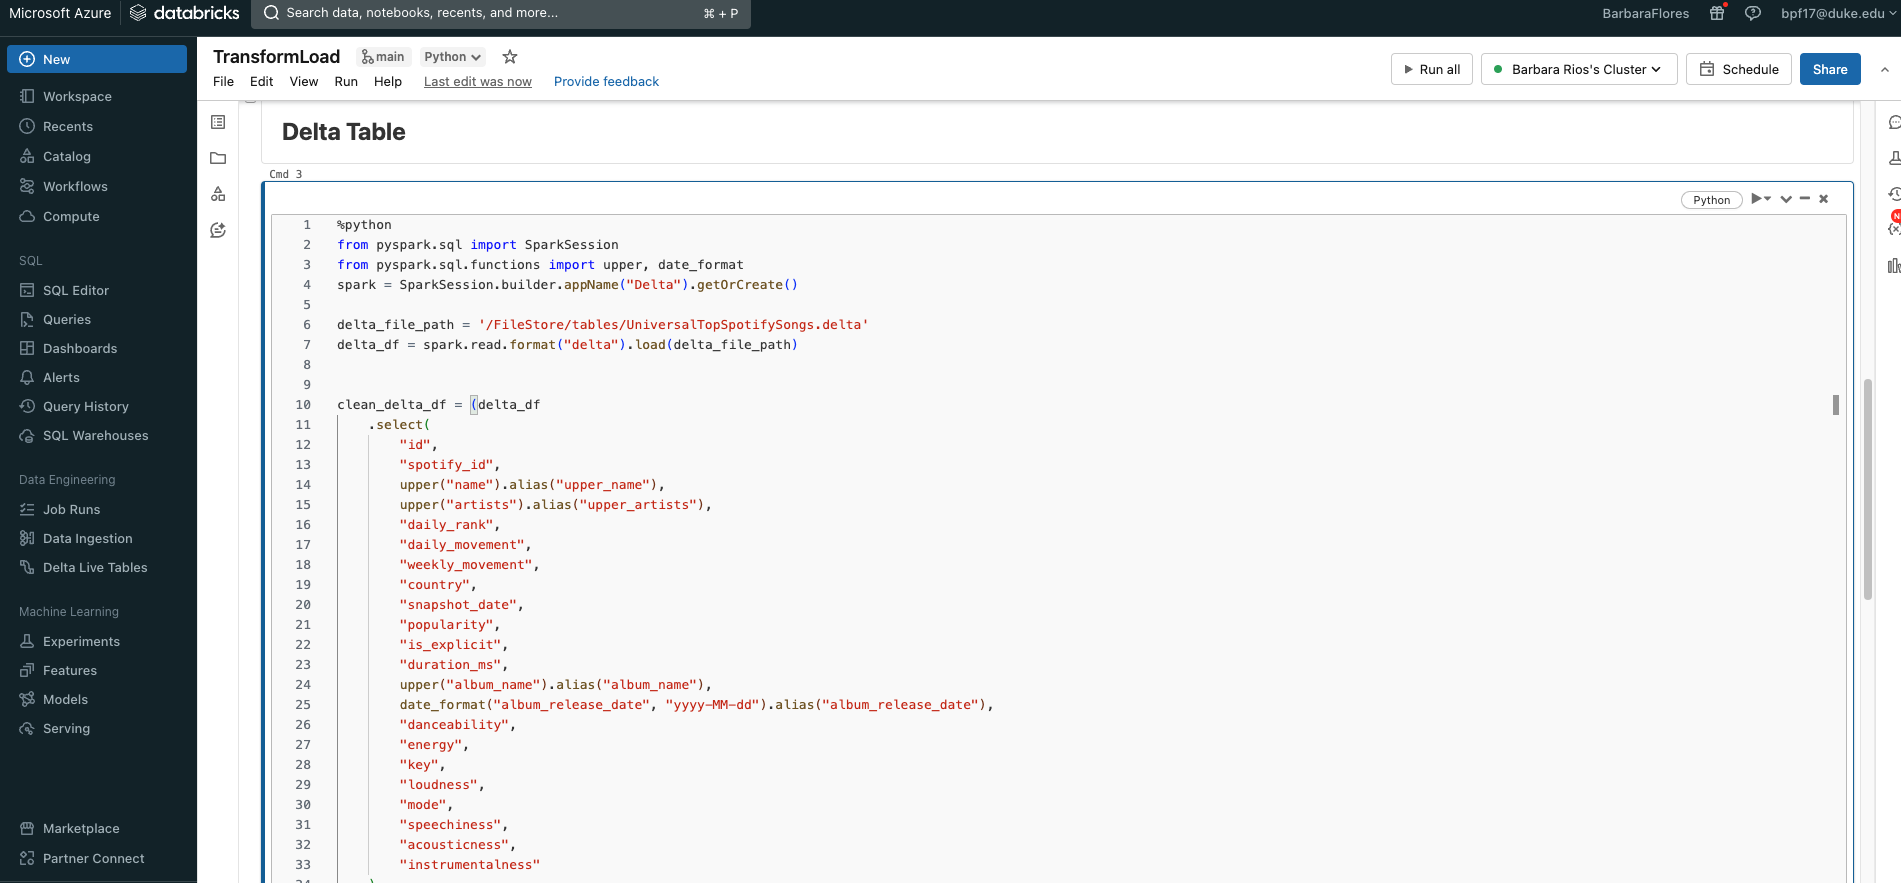 Microsoft Azure databricks Search data, notebooks, recents, and more... ⌘ + P BarbaraFlores bpf17@duke.edu
New
Workspace
Recents
Catalog
Workflows
Compute
SQL
SQL Editor
Queries
Dashboards
Alerts
Query History
SQL Warehouses
Data Engineering
Job Runs
Data Ingestion
Delta Live Tables
Machine Learning
Experiments
Features
Models
Serving
Marketplace
Partner Connect
TransformLoad main Python
File Edit View Run Help Last edit was now Provide feedback
Run all Barbara Rios's Cluster Schedule Share
Delta Table
Cmd 3
Python
1 %python
2 from pyspark.sql import SparkSession
3 from pyspark.sql.functions import upper, date_format
4 spark = SparkSession.builder.appName("Delta").getOrCreate()
5
6 delta_file_path = '/FileStore/tables/UniversalTopSpotifySongs.delta'
7 delta_df = spark.read.format("delta").load(delta_file_path)
8
9
10 clean_delta_df = (delta_df
11 .select(
12 "id",
13 "spotify_id",
14 upper("name").alias("upper_name"),
15 upper("artists").alias("upper_artists"),
16 "daily_rank",
17 "daily_movement",
18 "weekly_movement",
19 "country",
20 "snapshot_date",
21 "popularity",
22 "is_explicit",
23 "duration_ms",
24 upper("album_name").alias("album_name"),
25 date_format("album_release_date", "yyyy-MM-dd").alias("album_release_date"),
26 "danceability",
27 "energy",
28 "key",
29 "loudness",
30 "mode",
31 "speechiness",
32 "acousticness",
33 "instrumentalness"